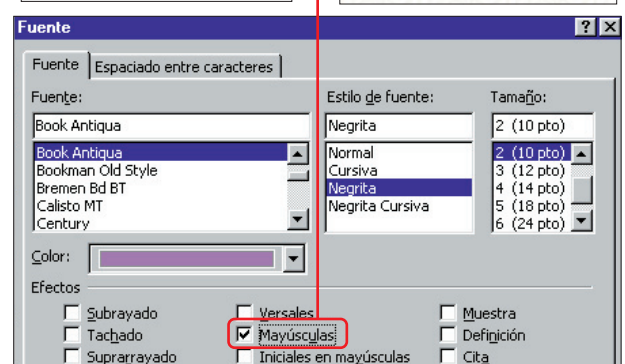 Fuente
Fuente Espaciado entre caracteres
Fuente: Estilo de fuente: Tamaño:
Book Antiqua Negrita 2 (10 pto)
Book Antiqua Normal 2 (10 pto)
Bookman Old Style Cursiva 3 (12 pto)
Bremen Bd BT Negrita 4 (14 pto)
Calisto MT Negrita Cursiva 5 (18 pto)
Century 6 (24 pto)
Color:
Efectos
Subrayado Versales Muestra
Tachado Mayúsculas Definición
Suprarrayado Iniciales en mayúsculas Cita